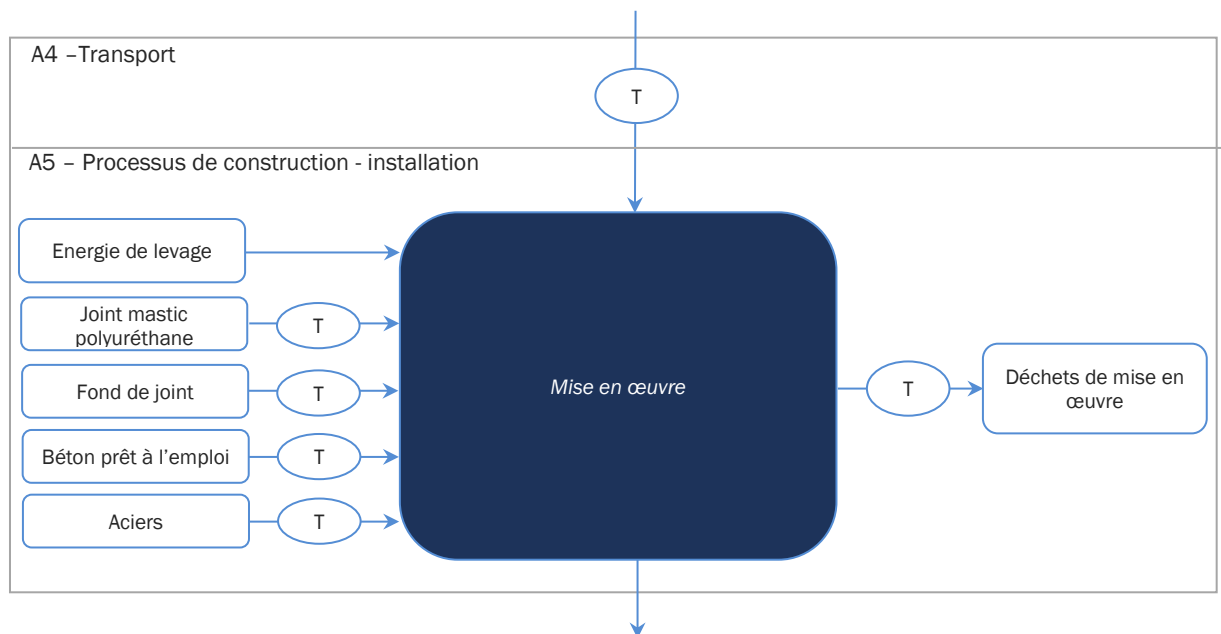 A4 –Transport
T
A5 – Processus de construction - installation
Energie de levage
Joint mastic
polyuréthane
T
Fond de joint
T
Béton prêt à l’emploi
T
Aciers
T
Mise en œuvre
T
Déchets de mise en
œuvre